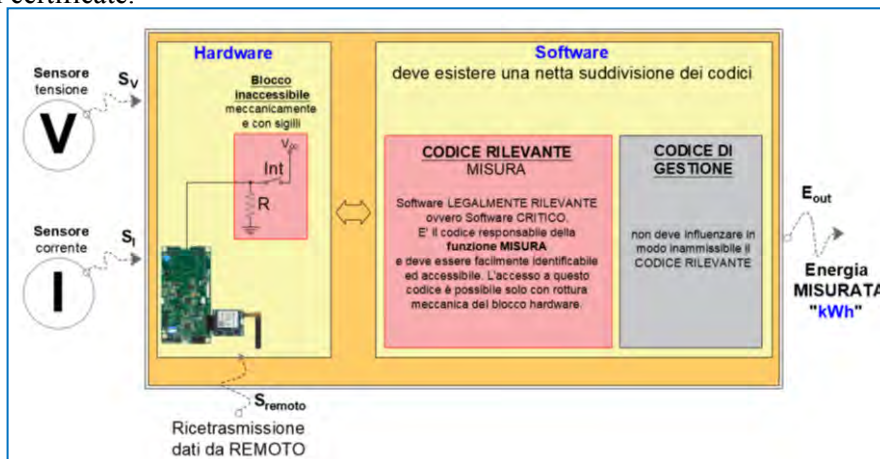 certificate.
Hardware
Software
deve esistere una netta suddivisione dei codici
Sensore
tensione
SV
V
Blocco
inaccessibile
meccanicamente
e con sigilli
Vcc
Int
R
Sensore
corrente
SI
I
CODICE RILEVANTE
MISURA
Software LEGALMENTE RILEVANTE
ovvero Software CRITICO.
E' il codice responsabile della
funzione MISURA
e deve essere facilmente identificabile
ed accessibile. L'accesso a questo
codice è possibile solo con rottura
meccanica del blocco hardware.
CODICE DI
GESTIONE
non deve influenzare in
modo inammissibile il
CODICE RILEVANTE
Eout
Energia
MISURATA
"kWh"
Sremoto
Ricetrasmissione
dati da REMOTO